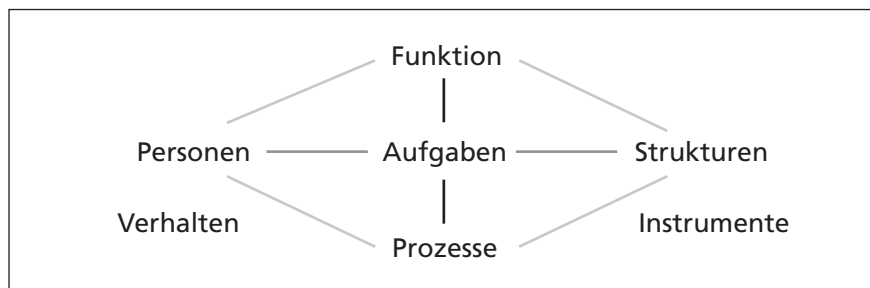 Funktion
Personen Aufgaben Strukturen
Verhalten Instrumente
Prozesse